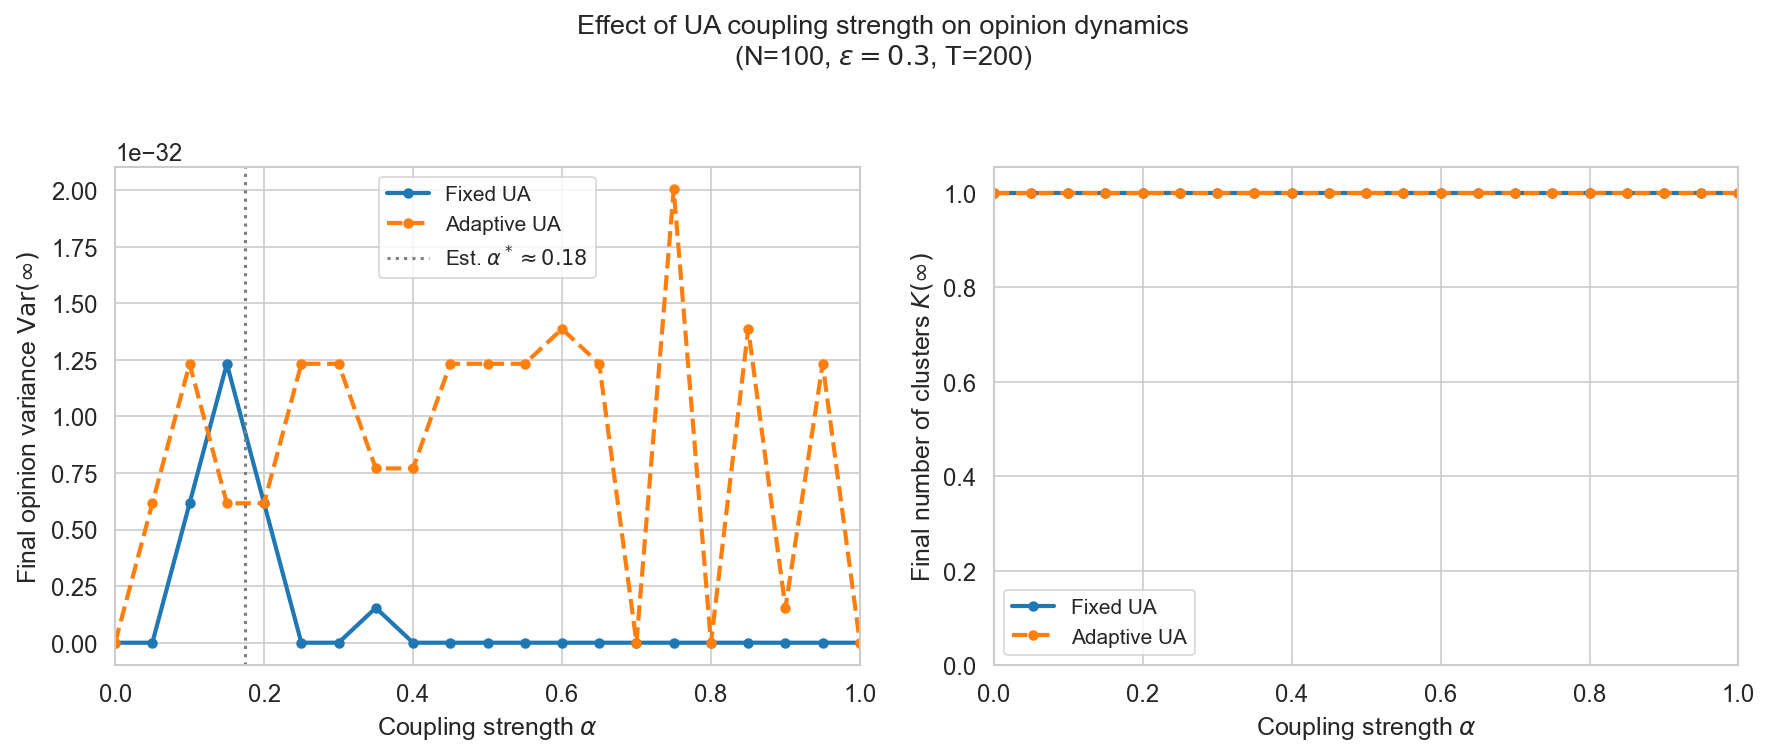 Effect of UA coupling strength on opinion dynamics
(N=100, ε = 0.3, T=200)
1e−32
2.00
1.75
1.50
1.25
1.00
0.75
0.50
0.25
0.00
Final opinion variance Var(∞)
Fixed UA
Adaptive UA
Est. α* ≈ 0.18
0.0 0.2 0.4 0.6 0.8 1.0
Coupling strength α
1.0
0.8
0.6
0.4
0.2
0.0
Final number of clusters K(∞)
Fixed UA
Adaptive UA
0.0 0.2 0.4 0.6 0.8 1.0
Coupling strength α